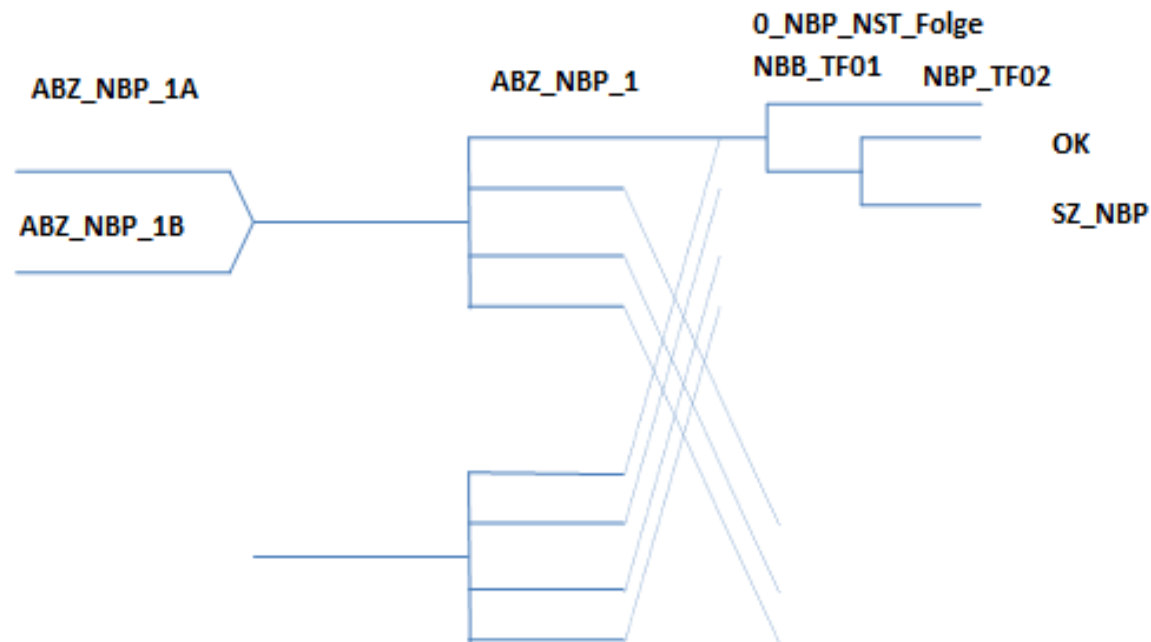 0_NBP_NST_Folge
ABZ_NBP_1A
ABZ_NBP_1
NBB_TF01
NBP_TF02
OK
ABZ_NBP_1B
SZ_NBP